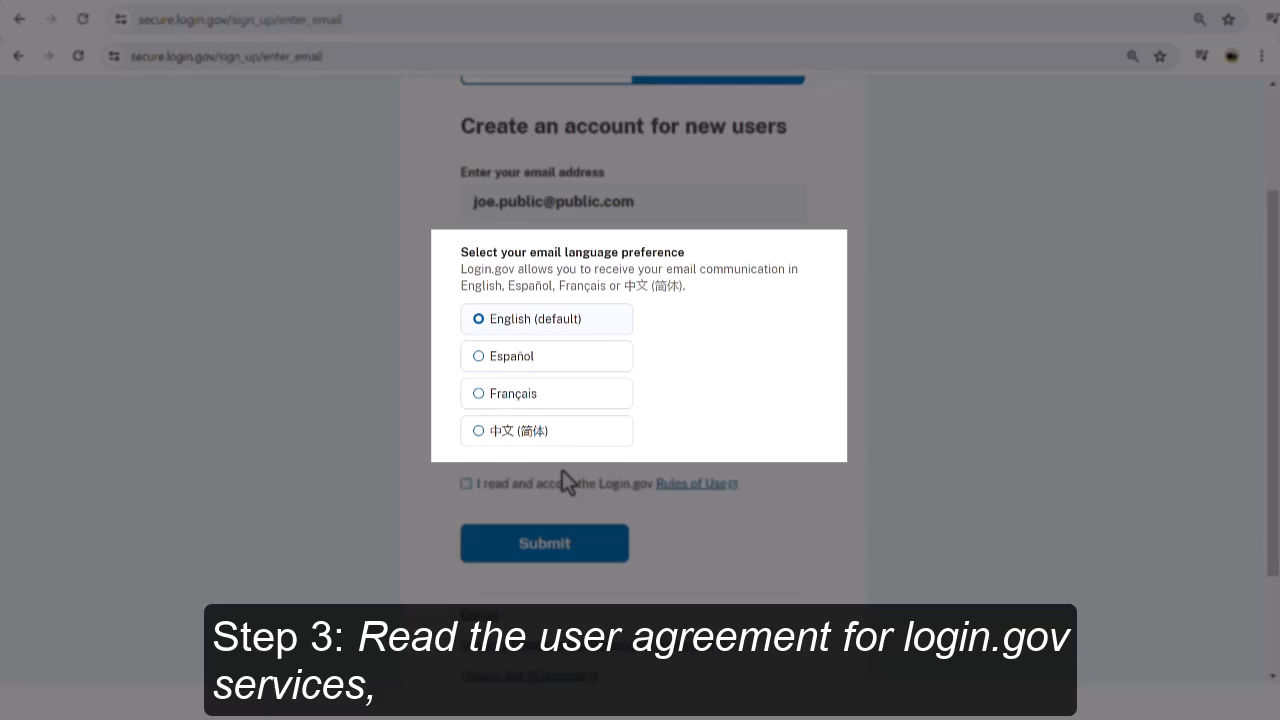 secure.login.gov/sign_up/enter_email
secure.login.gov/sign_up/enter_email
Create an account for new users
Enter your email address
joe.public@public.com
Select your email language preference
Login.gov allows you to receive your email communication in
English, Español, Français or 中文 (简体).
English (default)
Español
Français
中文 (简体)
I read and the Login.gov Rules of Use
Submit
Step 3: Read the user agreement for login.gov
services,